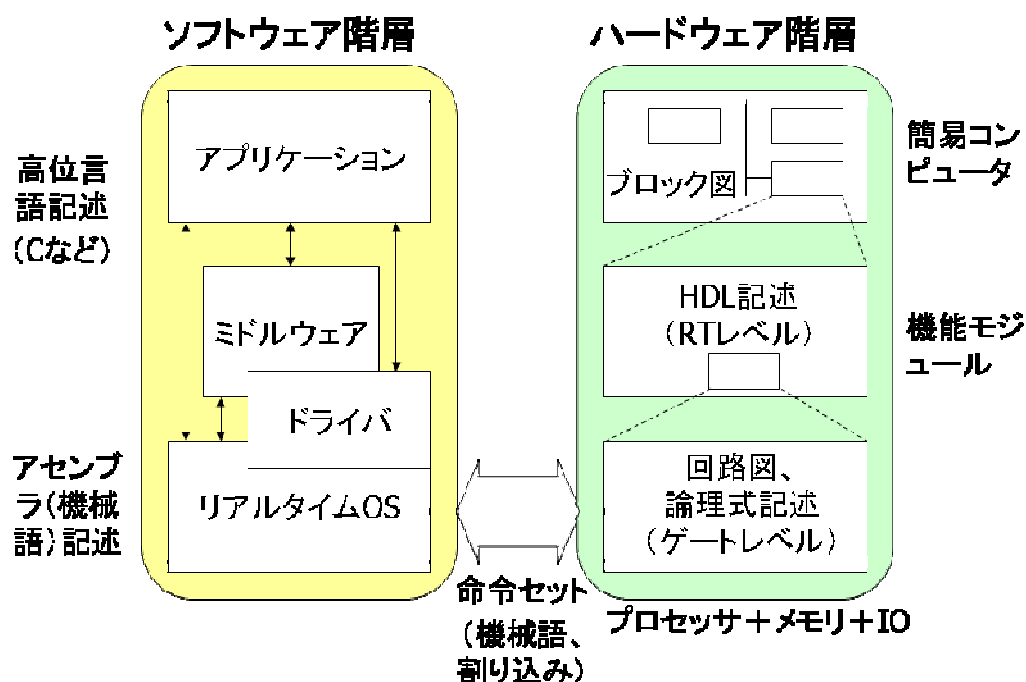 ソフトウェア階層
ハードウェア階層
高位言
語記述
(Cなど)
アプリケーション
ミドルウェア
ドライバ
リアルタイムOS
アセンブ
ラ(機械
語)記述
ブロック図
簡易コン
ピュータ
HDL記述
(RTレベル)
機能モジ
ュール
回路図、
論理式記述
(ゲートレベル)
命令セット
(機械語、
割り込み)
プロセッサ+メモリ+IO